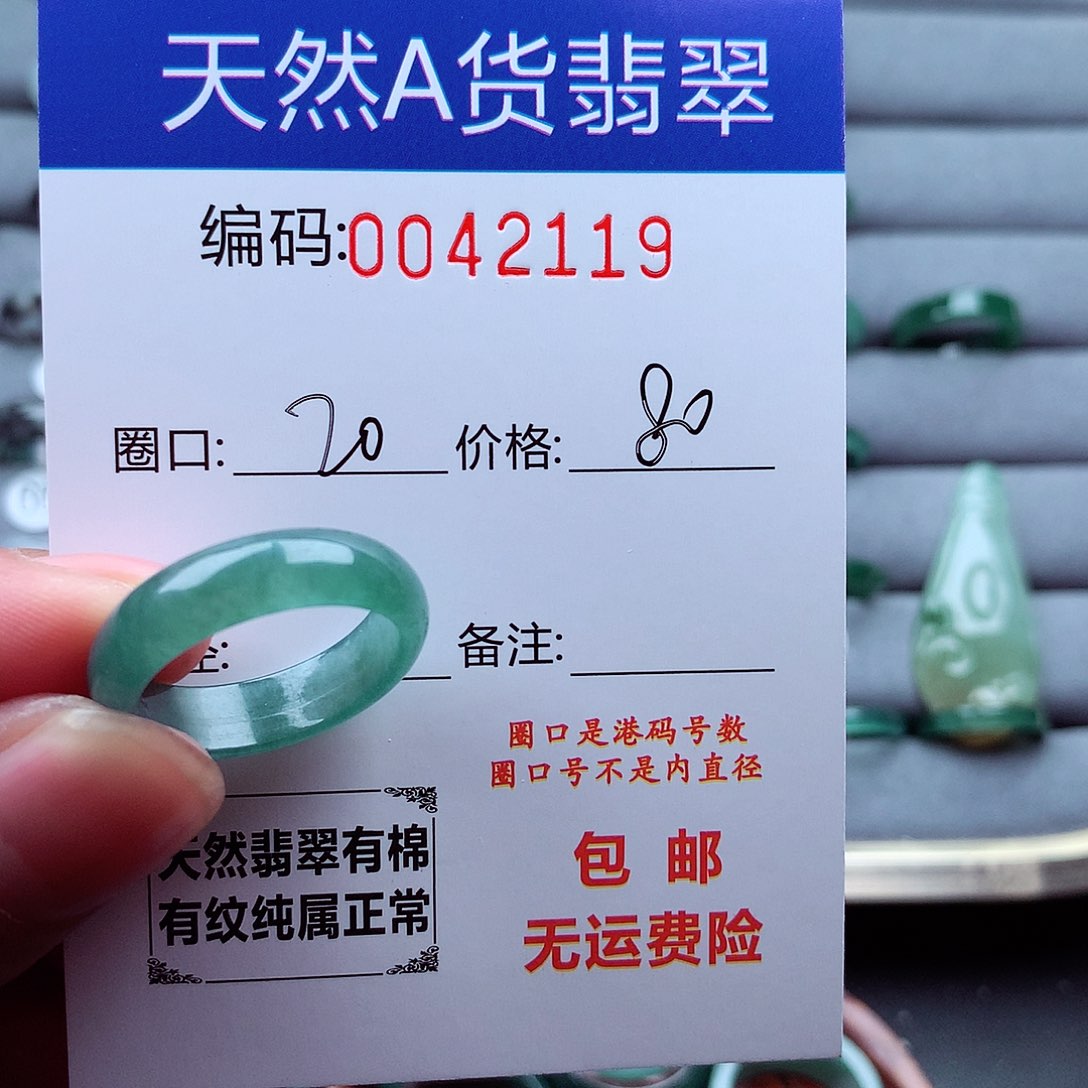 天然A货翡翠
编码:0042119
圈口: 20 价格: 80
备注:
圈口是港码号数
圈口号不是内直径
天然翡翠有棉
有纹纯属正常
包邮
无运费险